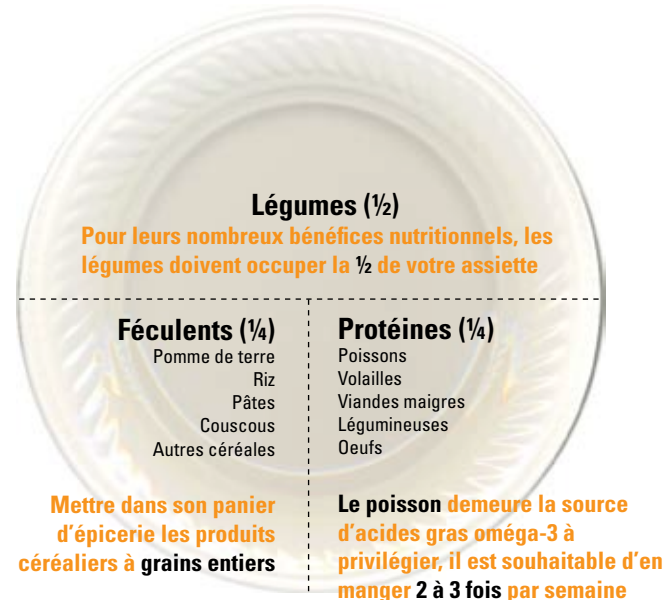 Légumes (½)
Pour leurs nombreux bénéfices nutritionnels, les
légumes doivent occuper la ½ de votre assiette
Féculents (¼)
Pomme de terre
Riz
Pâtes
Couscous
Autres céréales
Mettre dans son panier
d’épicerie les produits
céréaliers à grains entiers
Protéines (¼)
Poissons
Volailles
Viandes maigres
Légumineuses
Oeufs
Le poisson demeure la source
d’acides gras oméga-3 à
privilégier, il est souhaitable d’en
manger 2 à 3 fois par semaine